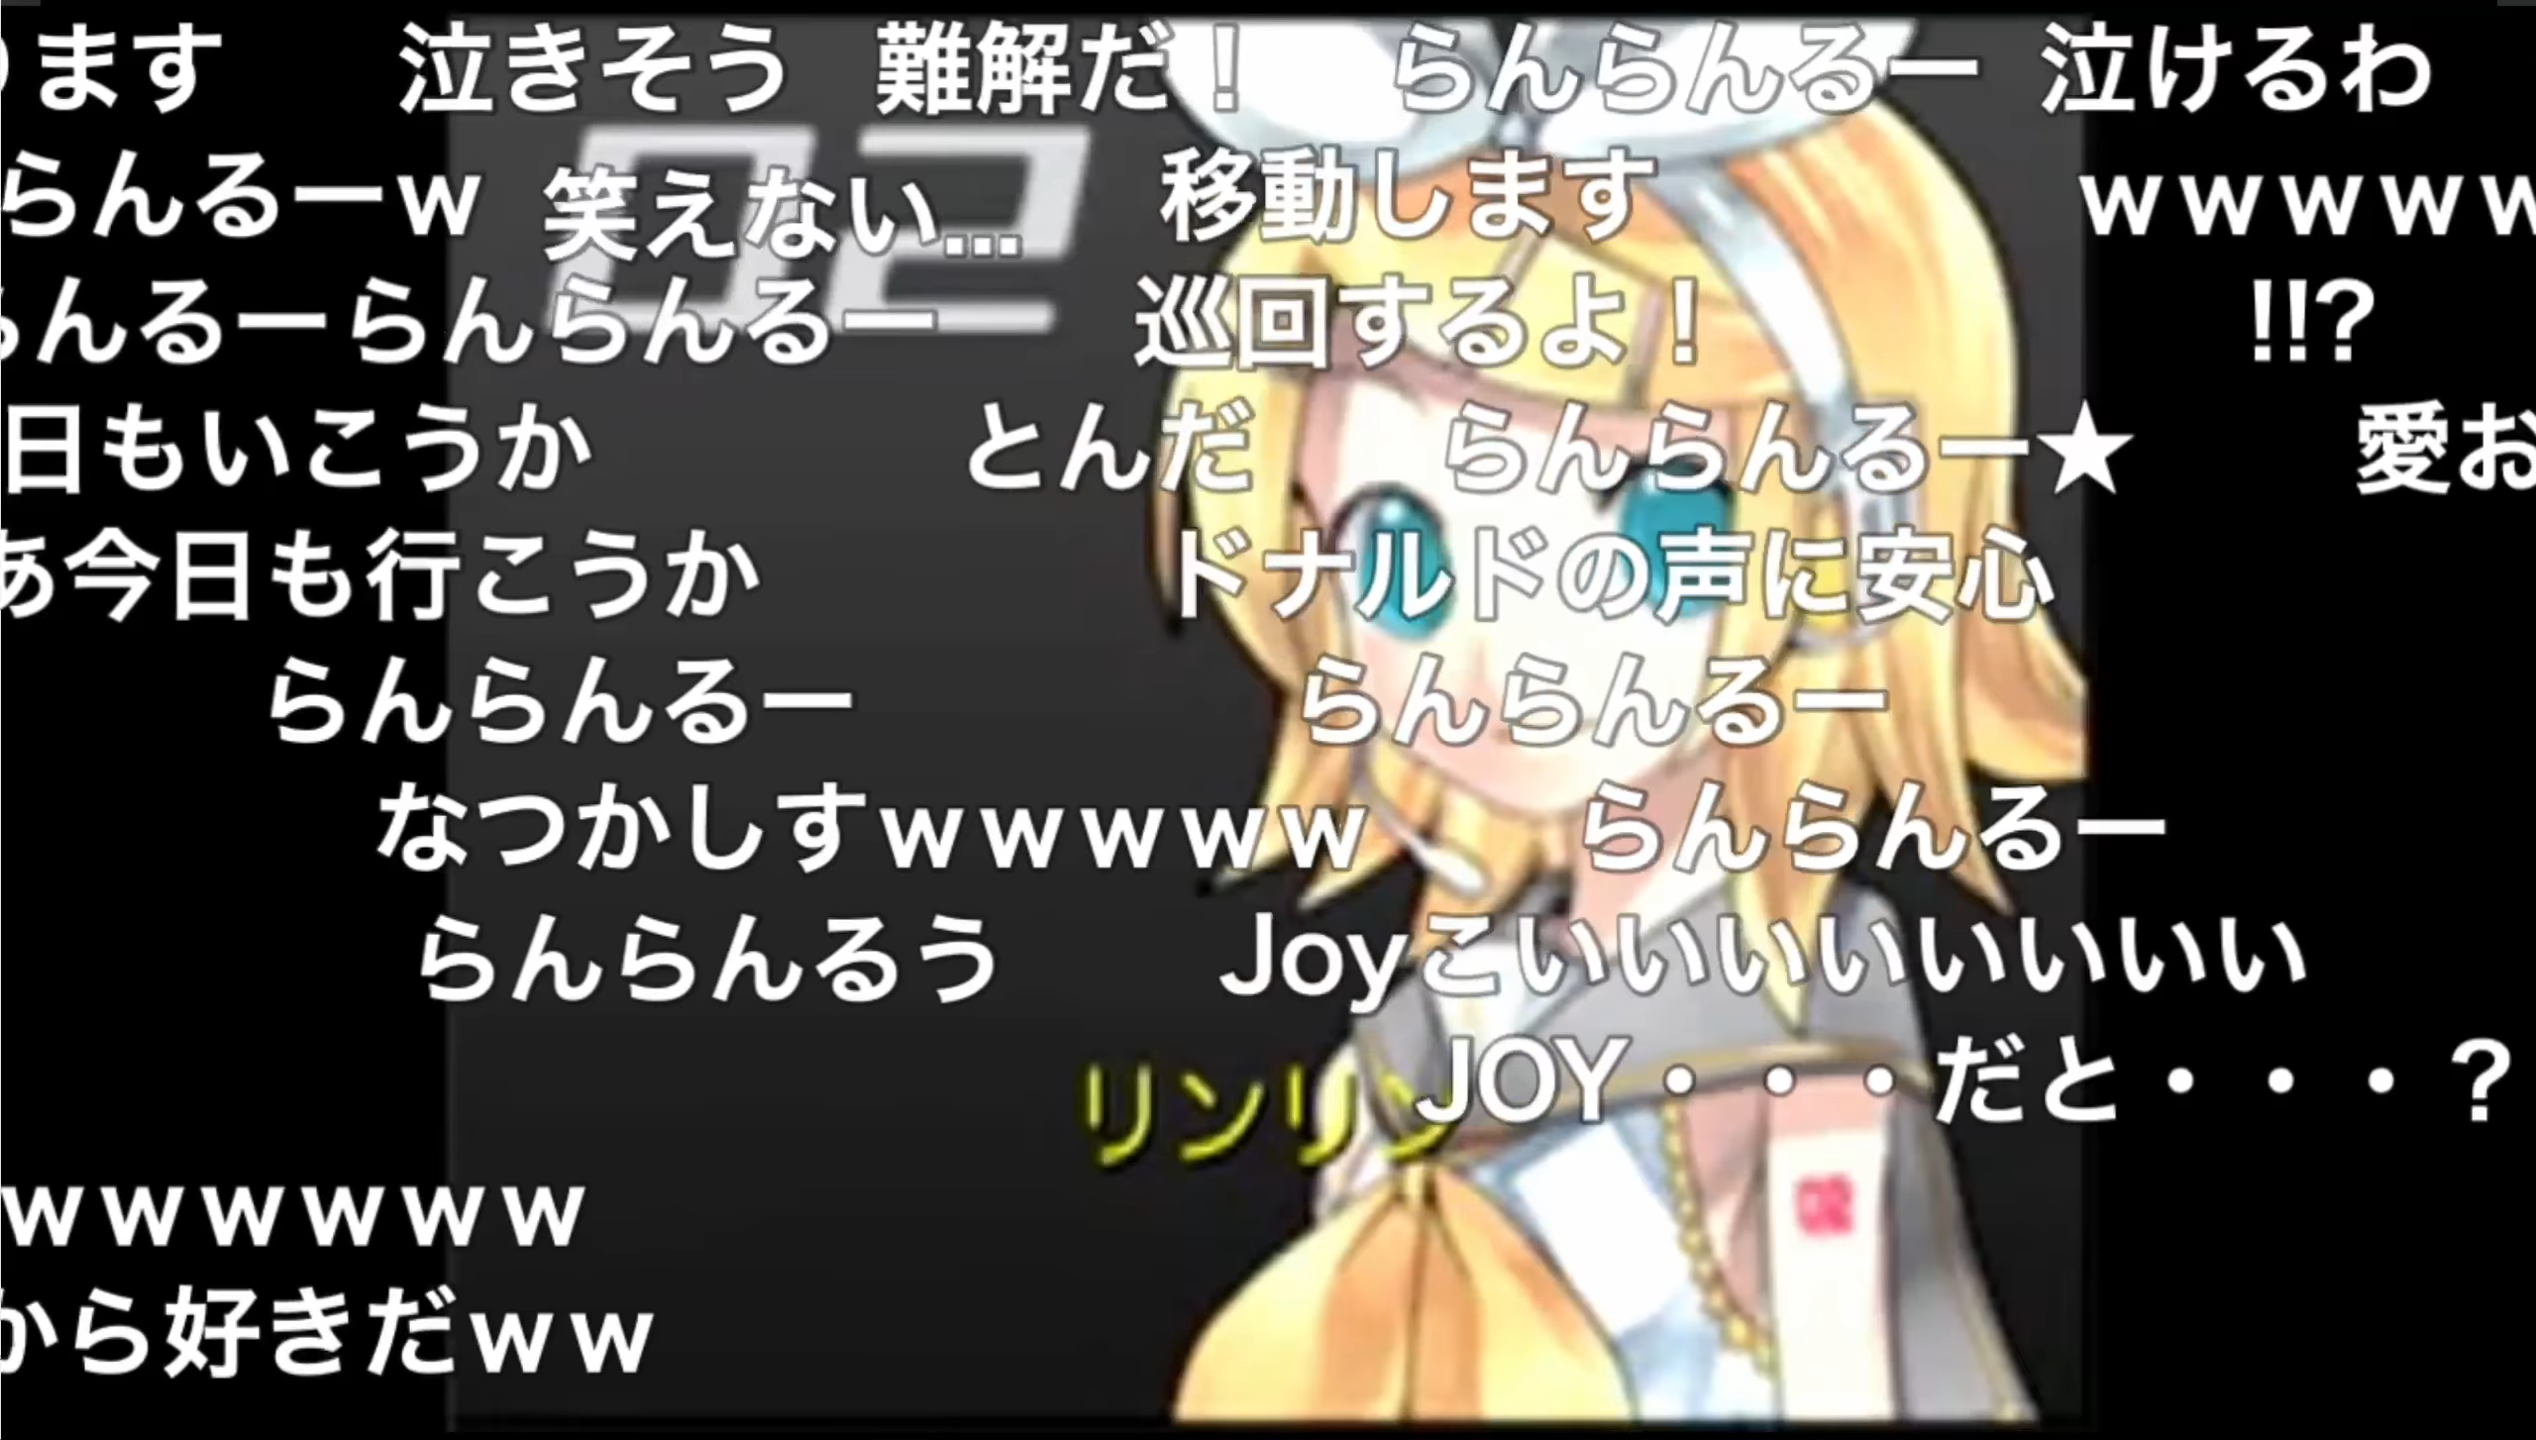 ります 泣きそう 難解だ！ らんらんるー 泣けるわ
02
らんるーｗ 笑えない... 移動します ｗｗｗｗｗ
んるーらんらんるー 巡回するよ！ !!?
日もいこうか とんだ らんらんるー★ 愛お
あ今日も行こうか ドナルドの声に安心
らんらんるー らんらんるー
なつかしすｗｗｗｗｗ らんらんるー
らんらんるう Joyこいいいいいいいい
リンリン JOY・・・だと・・・？
ｗｗｗｗｗｗ
から好きだｗｗ
02